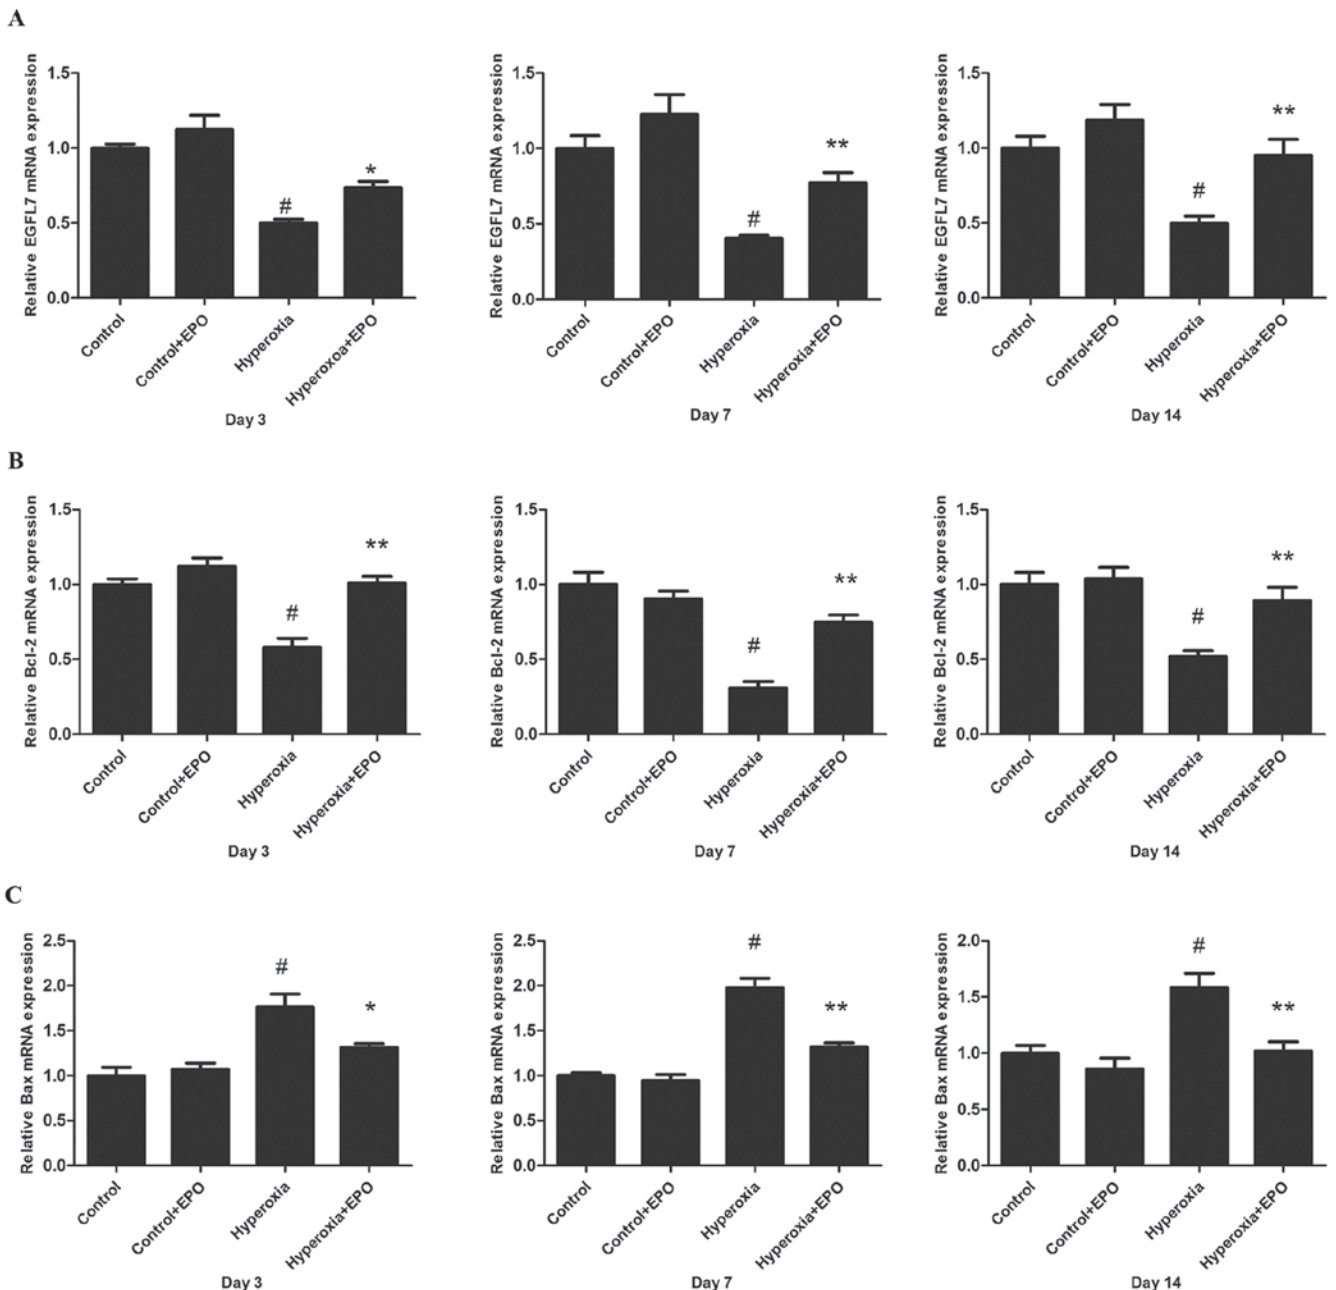 A
Relative EGFL7 mRNA expression
1.5
1.0
0.5
0.0
#
*
Control
Control+EPO
Hyperoxia
Hyperoxoa+EPO
Day 3
Relative EGFL7 mRNA expression
1.5
1.0
0.5
0.0
#
**
Control
Control+EPO
Hyperoxia
Hyperoxia+EPO
Day 7
Relative EGFL7 mRNA expression
1.5
1.0
0.5
0.0
#
**
Control
Control+EPO
Hyperoxia
Hyperoxia+EPO
Day 14
B
Relative Bcl-2 mRNA expression
1.5
1.0
0.5
0.0
#
**
Control
Control+EPO
Hyperoxia
Hyperoxia+EPO
Day 3
Relative Bcl-2 mRNA expression
1.5
1.0
0.5
0.0
#
**
Control
Control+EPO
Hyperoxia
Hyperoxia+EPO
Day 7
Relative Bcl-2 mRNA expression
1.5
1.0
0.5
0.0
#
**
Control
Control+EPO
Hyperoxia
Hyperoxia+EPO
Day 14
C
Relative Bax mRNA expression
2.5
2.0
1.5
1.0
0.5
0.0
#
*
Control
Control+EPO
Hyperoxia
Hyperoxia+EPO
Day 3
Relative Bax mRNA expression
2.5
2.0
1.5
1.0
0.5
0.0
#
**
Control
Control+EPO
Hyperoxia
Hyperoxia+EPO
Day 7
Relative Bax mRNA expression
2.0
1.5
1.0
0.5
0.0
#
**
Control
Control+EPO
Hyperoxia
Hyperoxia+EPO
Day 14